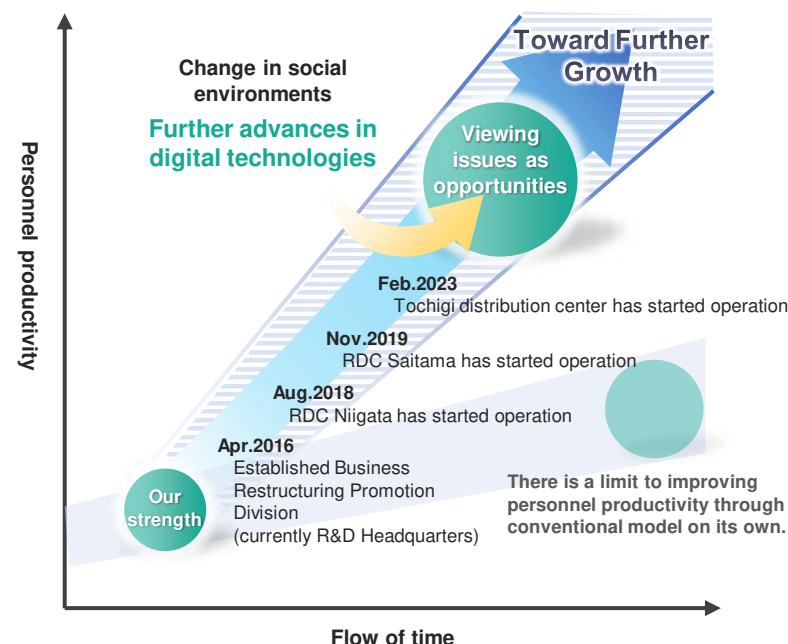 Toward Further
Growth
Change in social
environments
Further advances in
digital technologies
Viewing
issues as
opportunities
Personnel productivity
Feb.2023
Tochigi distribution center has started operation
Nov.2019
RDC Saitama has started operation
Aug.2018
RDC Niigata has started operation
Apr.2016
Established Business
Restructuring Promotion
Division
(currently R&D Headquarters)
Our
strength
There is a limit to improving
personnel productivity through
conventional model on its own.
Flow of time